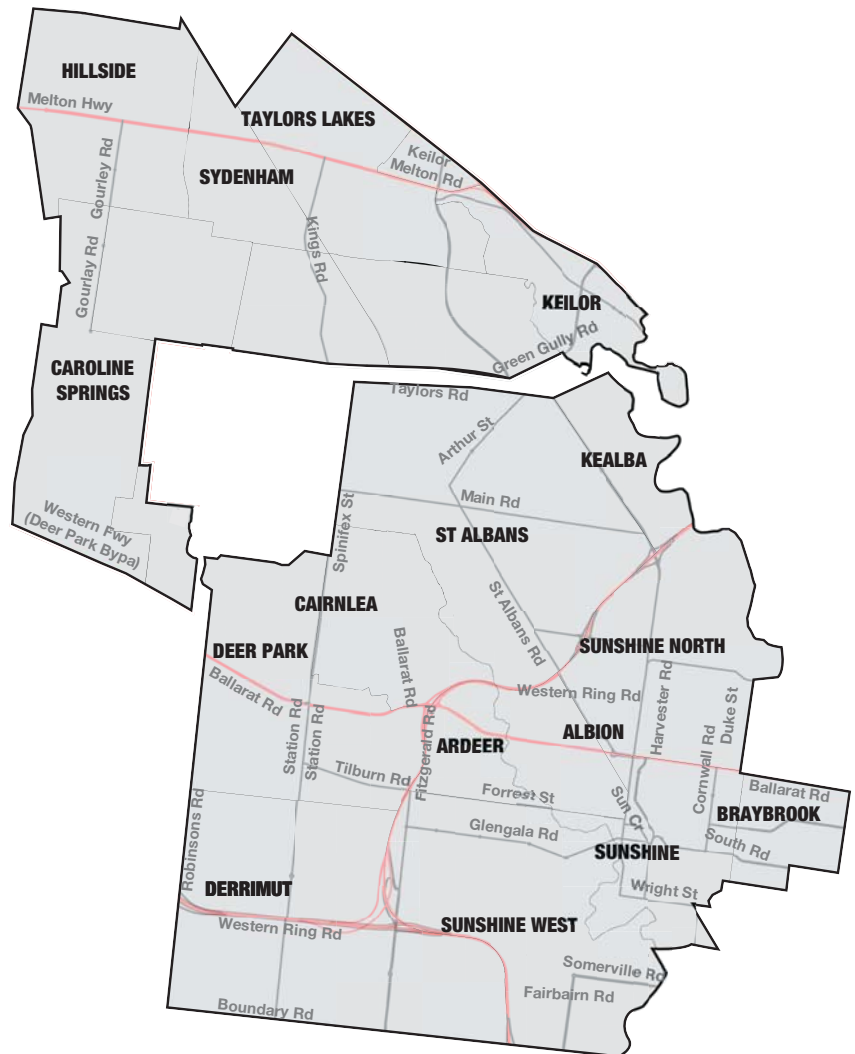 HILLSIDE
Melton Hwy
TAYLORS LAKES
Keilor
Melton Rd
SYDENHAM
Gourley Rd
Kings Rd
Gourlay Rd
KEILOR
Green Gully Rd
CAROLINE
SPRINGS
Taylors Rd
Arthur St
KEALBA
Main Rd
Western Fwy
(Deer Park Bypa)
Spinifex St
ST ALBANS
CAIRNLEA
St Albans Rd
DEER PARK
Ballarat Rd
SUNSHINE NORTH
Ballarat Rd
Western Ring Rd
Harvester Rd
Duke St
Station Rd
Station Rd
Fitzgerald Rd
ARDEER
ALBION
Cornwall Rd
Tilburn Rd
Forrest St
Sun Cr
Ballarat Rd
BRAYBROOK
Robinsons Rd
Glengala Rd
South Rd
SUNSHINE
DERRIMUT
Wright St
Western Ring Rd
SUNSHINE WEST
Somerville Rd
Fairbairn Rd
Boundary Rd